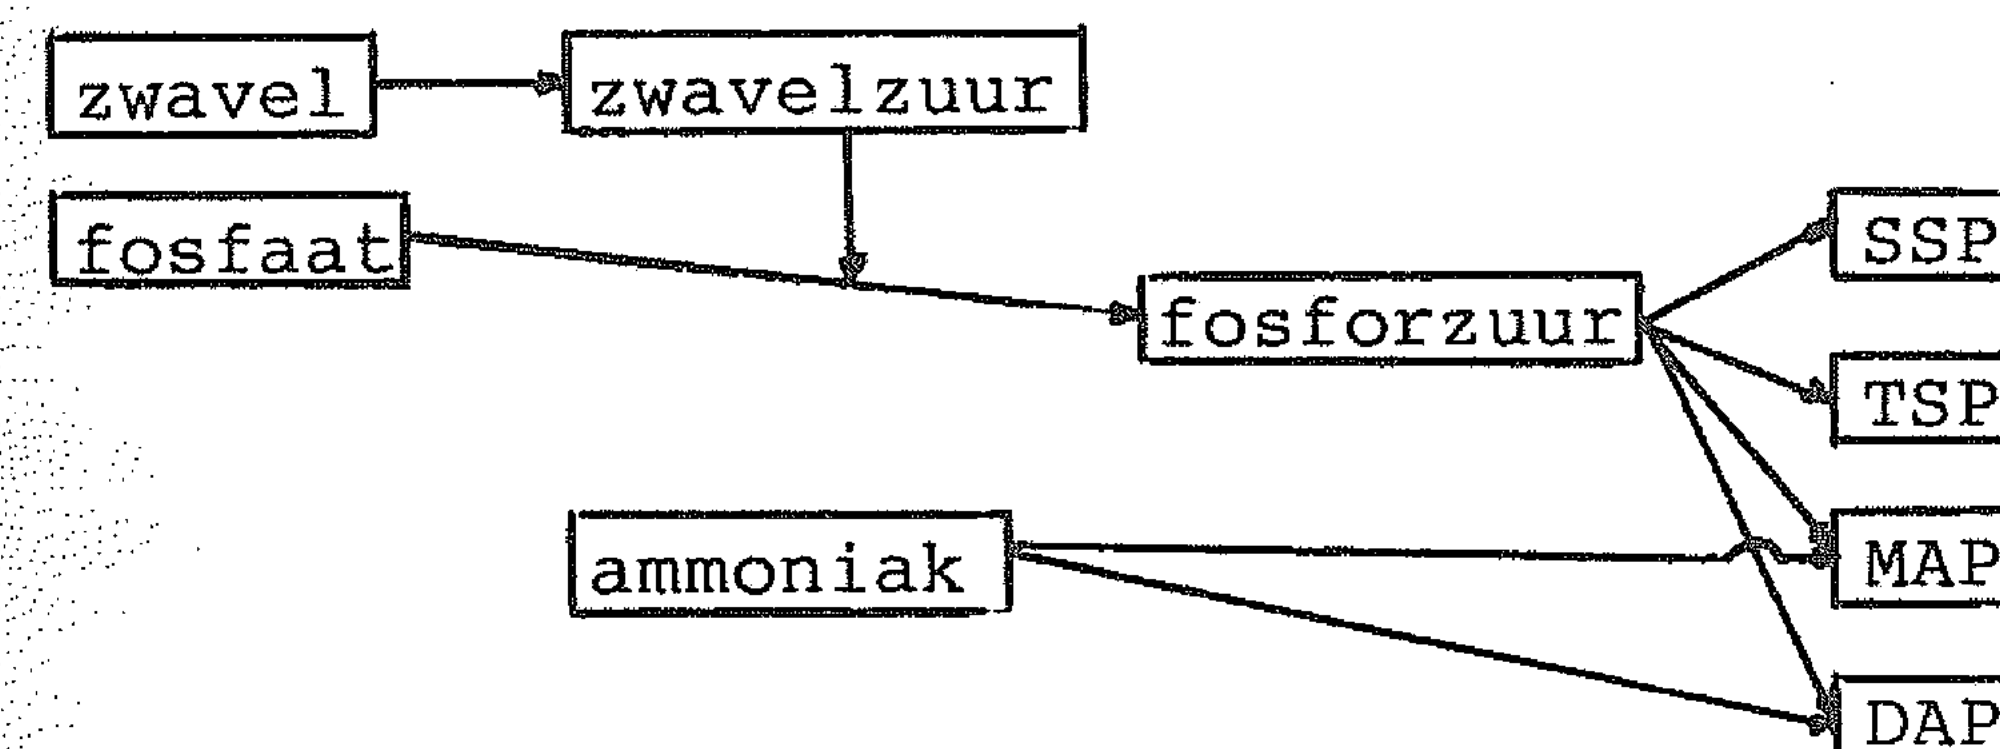 zwavel
zwavelzuur
fosfaat
fosforzuur
SSP
TSP
ammoniak
MAP
DAP